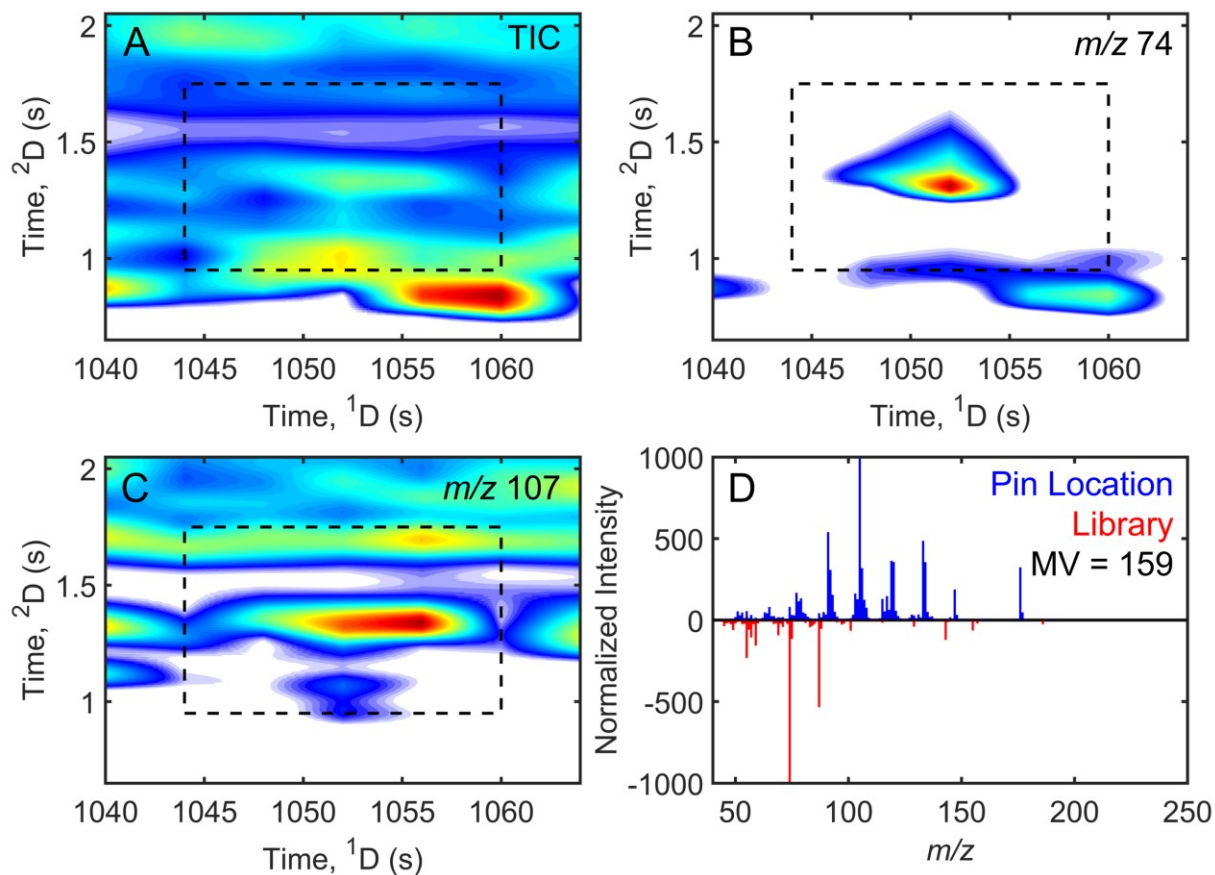 A
TIC
2
1.5
1
Time, ²D (s)
1040 1045 1050 1055 1060
Time, ¹D (s)
B
m/z 74
2
1.5
1
Time, ²D (s)
1040 1045 1050 1055 1060
Time, ¹D (s)
C
m/z 107
2
1.5
1
Time, ²D (s)
1040 1045 1050 1055 1060
Time, ¹D (s)
D
Pin Location
Library
MV = 159
1000
500
0
-500
-1000
Normalized Intensity
50 100 150 200 250
m/z